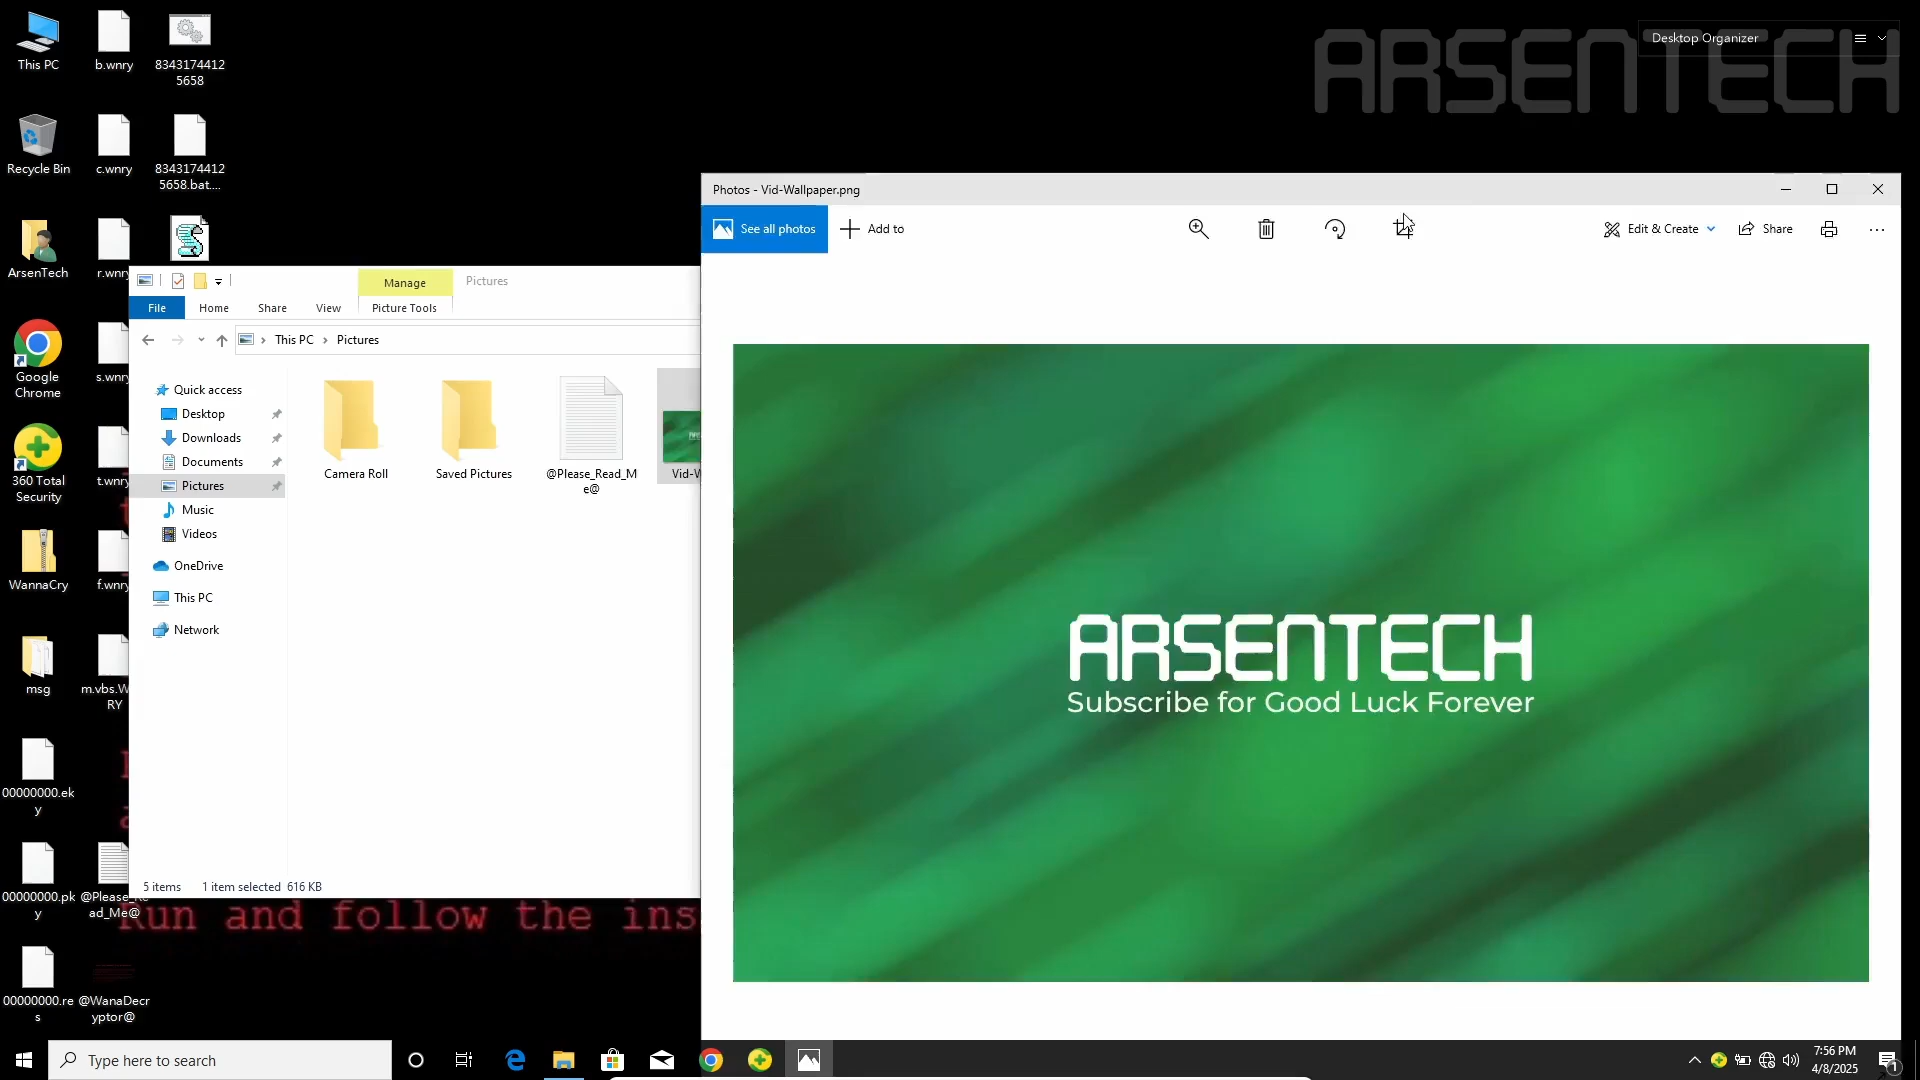 ARSENTECH
Desktop Organizer
This PC
b.wnry
8343174412
5658
Recycle Bin
c.wnry
8343174412
5658.bat....
ArsenTech
r.wnry
Google
Chrome
s.wnry
360 Total
Security
t.wnry
WannaCry
f.wnry
msg
m.vbs.W
RY
00000000.ek
y
00000000.pk
y
@Please_Re
ad_Me@
00000000.re
s
@WanaDecr
yptor@
Run and follow the ins
Manage
Pictures
File
Home
Share
View
Picture Tools
This PC
Pictures
Quick access
Desktop
Downloads
Documents
Pictures
Music
Videos
OneDrive
This PC
Network
Camera Roll
Saved Pictures
@Please_Read_M
e@
Vid-W
5 items
1 item selected
616 KB
Photos - Vid-Wallpaper.png
See all photos
Add to
Edit & Create
Share
ARSENTECH
Subscribe for Good Luck Forever
Type here to search
7:56 PM
4/8/2025
1